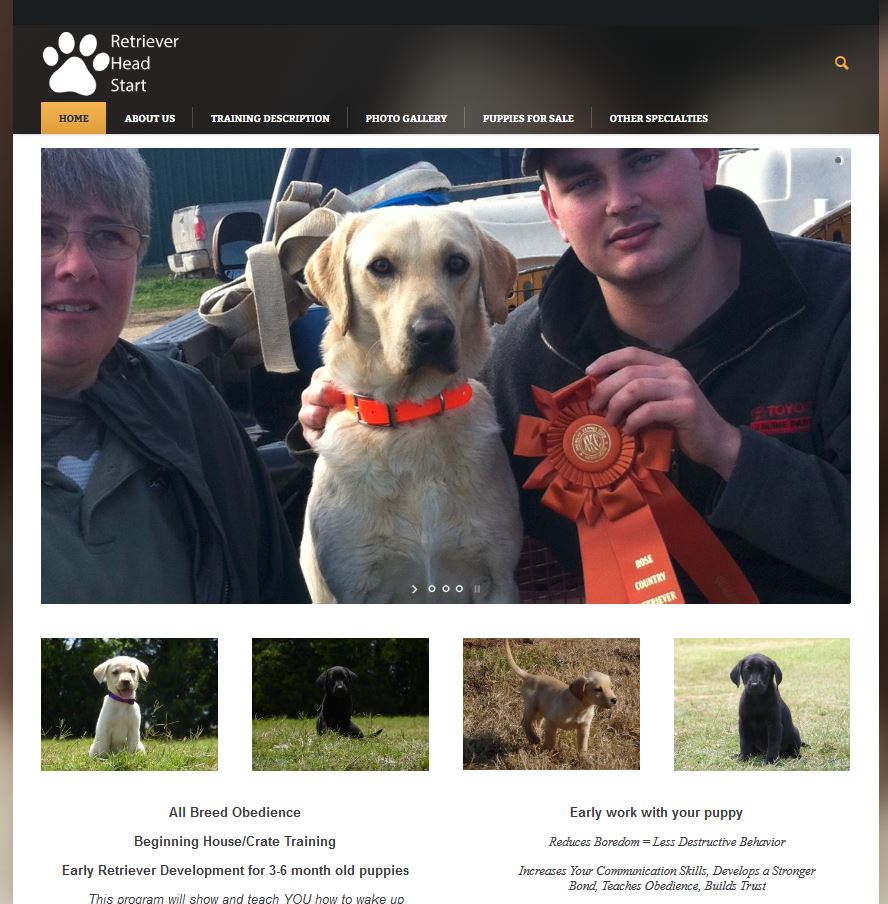 Retriever
Head
Start
HOME
ABOUT US
TRAINING DESCRIPTION
PHOTO GALLERY
PUPPIES FOR SALE
OTHER SPECIALTIES
AKC
ROSE
COUNTRY
All Breed Obedience
Early work with your puppy
Beginning House/Crate Training
Reduces Boredom = Less Destructive Behavior
Early Retriever Development for 3-6 month old puppies
Increases Your Communication Skills, Develops a Stronger
Bond, Teaches Obedience, Builds Trust
This program will show and teach YOU how to wake up